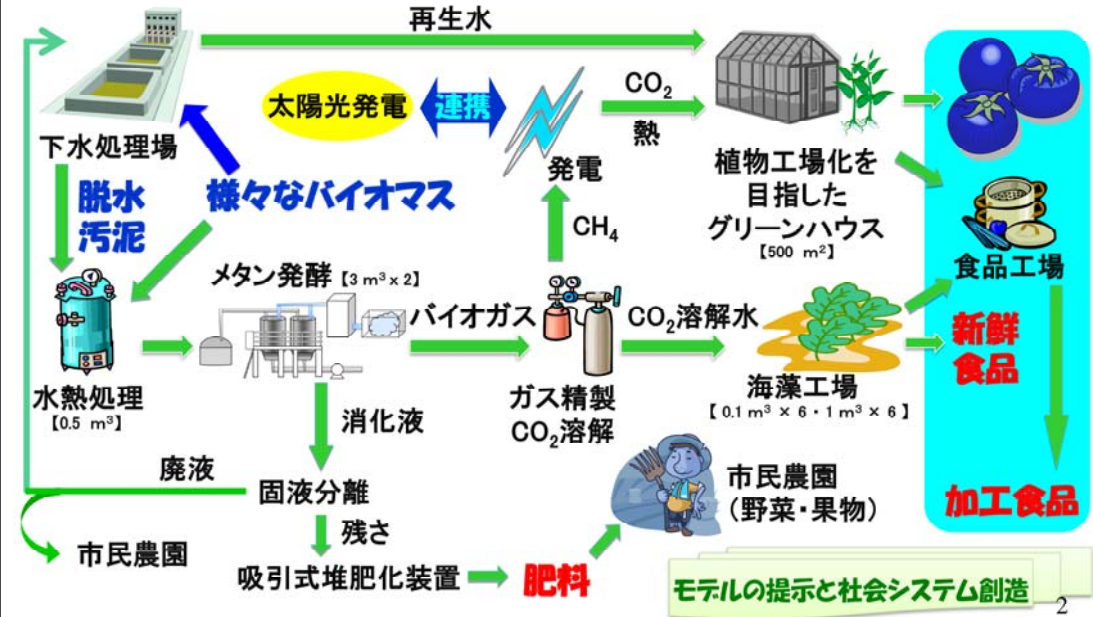 再生水
下水処理場
太陽光発電
連携
発電
CO₂
熱
植物工場化を
目指した
グリーンハウス
【500 m²】
脱水
汚泥
様々なバイオマス
CH₄
食品工場
メタン発酵【3 m³ x 2】
バイオガス
CO₂溶解水
新鮮
食品
水熱処理
【0.5 m³】
ガス精製
CO₂溶解
海藻工場
【 0.1 m³ × 6・1 m³ × 6 】
消化液
廃液
固液分離
市民農園
(野菜・果物)
加工食品
残さ
市民農園
吸引式堆肥化装置
肥料
モデルの提示と社会システム創造
2